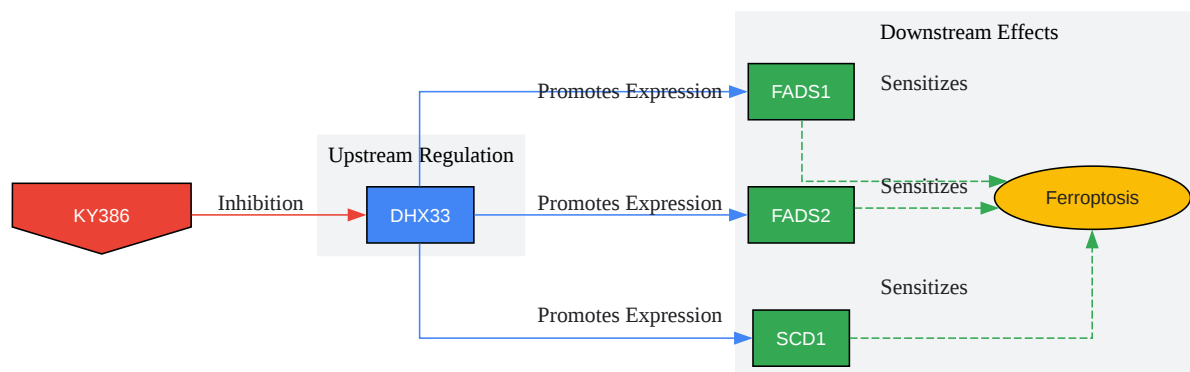 Downstream Effects
Promotes Expression
FADS1
Sensitizes
Upstream Regulation
KY386
Inhibition
DHX33
Promotes Expression
FADS2
Sensitizes
Ferroptosis
Promotes Expression
SCD1
Sensitizes